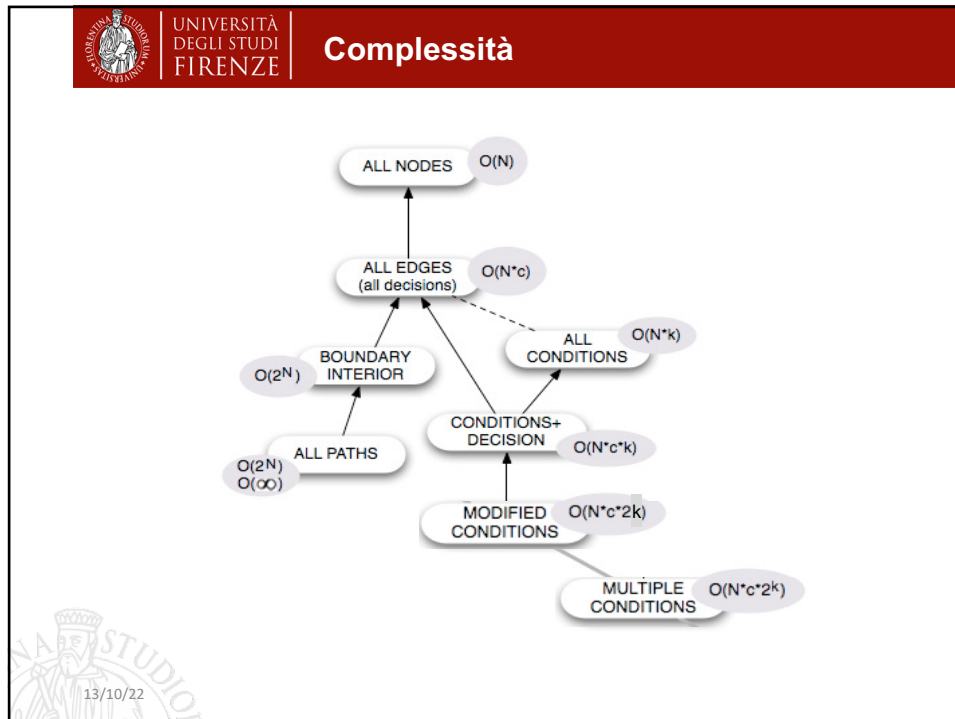 UNIVERSITÀ
DEGLI STUDI
FIRENZE
Complessità
ALL NODES
O(N)
ALL EDGES
(all decisions)
O(N*c)
ALL
CONDITIONS
O(N*k)
BOUNDARY
INTERIOR
O(2ᴺ)
CONDITIONS+
DECISION
O(N*c*k)
ALL PATHS
O(2ᴺ)
O(∞)
MODIFIED
CONDITIONS
O(N*c*2k)
MULTIPLE
CONDITIONS
O(N*c*2ᵏ)
13/10/22